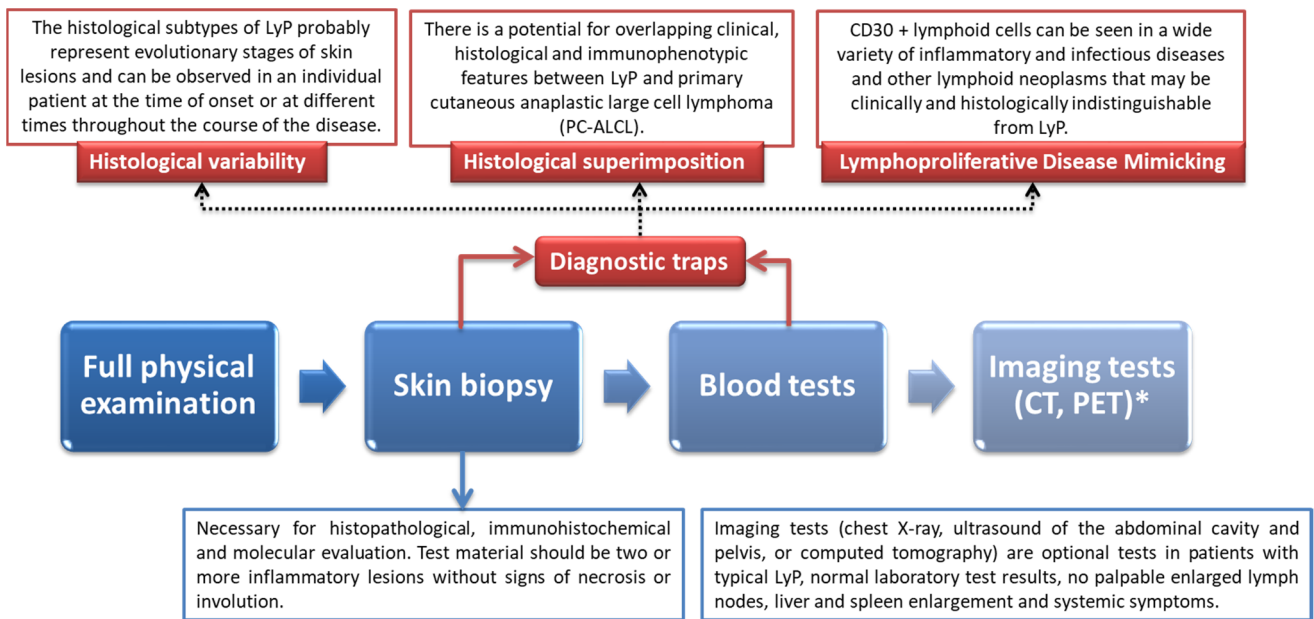 The histological subtypes of LyP probably
represent evolutionary stages of skin
lesions and can be observed in an individual
patient at the time of onset or at different
times throughout the course of the disease.
Histological variability
There is a potential for overlapping clinical,
histological and immunophenotypic
features between LyP and primary
cutaneous anaplastic large cell lymphoma
(PC-ALCL).
Histological superimposition
CD30 + lymphoid cells can be seen in a wide
variety of inflammatory and infectious diseases
and other lymphoid neoplasms that may be
clinically and histologically indistinguishable
from LyP.
Lymphoproliferative Disease Mimicking
Diagnostic traps
Full physical
examination
Skin biopsy
Blood tests
Imaging tests
(CT, PET)*
Necessary for histopathological, immunohistochemical
and molecular evaluation. Test material should be two or
more inflammatory lesions without signs of necrosis or
involution.
Imaging tests (chest X-ray, ultrasound of the abdominal cavity and
pelvis, or computed tomography) are optional tests in patients with
typical LyP, normal laboratory test results, no palpable enlarged lymph
nodes, liver and spleen enlargement and systemic symptoms.